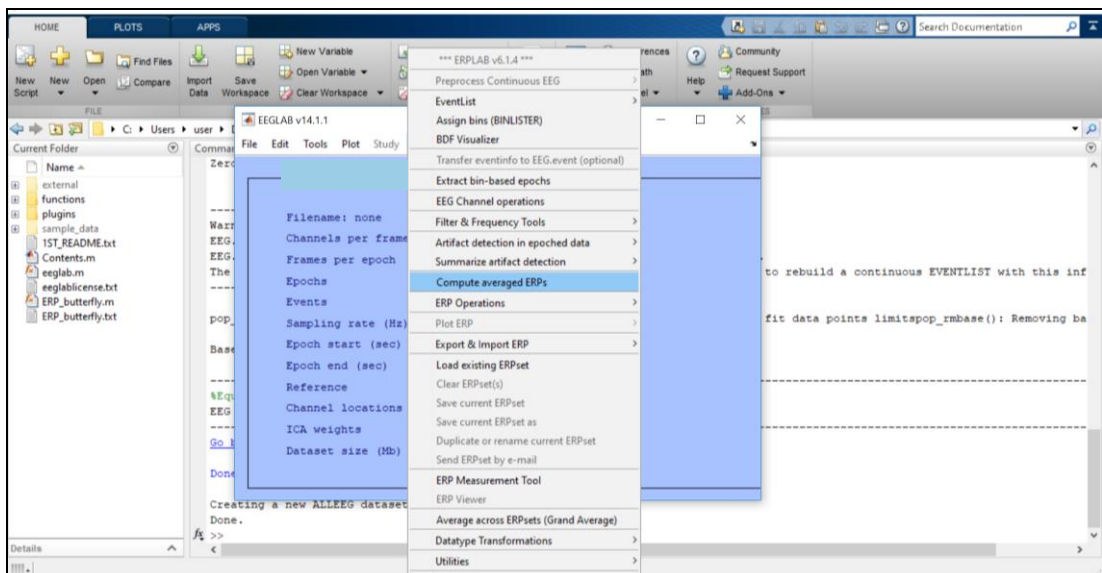 HOME PLOTS APPS
Search Documentation
New Script
New
Open
Find Files
Compare
Import Data
Save Workspace
New Variable
Open Variable
Clear Workspace
Help
Community
Request Support
Add-Ons
FILE
C: Users user
Current Folder
Name
external
functions
plugins
sample_data
1ST_README.txt
Contents.m
eeglab.m
eeglablicense.txt
ERP_butterfly.m
ERP_butterfly.txt
Details
EEGLAB v14.1.1
File Edit Tools Plot Study
Filename: none
Channels per frame
Frames per epoch
Epochs
Events
Sampling rate (Hz)
Epoch start (sec)
Epoch end (sec)
Reference
Channel locations
ICA weights
Dataset size (Mb)
*** ERPLAB v6.1.4 ***
Preprocess Continuous EEG
EventList
Assign bins (BINLISTER)
BDF Visualizer
Transfer eventinfo to EEG.event (optional)
Extract bin-based epochs
EEG Channel operations
Filter & Frequency Tools
Artifact detection in epoched data
Summarize artifact detection
Compute averaged ERPs
ERP Operations
Plot ERP
Export & Import ERP
Load existing ERPset
Clear ERPset(s)
Save current ERPset
Save current ERPset as
Duplicate or rename current ERPset
Send ERPset by e-mail
ERP Measurement Tool
ERP Viewer
Average across ERPsets (Grand Average)
Datatype Transformations
Utilities
EEG.
EEG.
The
to rebuild a continuous EVENTLIST with this inf
pop_
fit data points limitspop_rmbase(): Removing ba
EEG
Creating a new ALLEEG dataset
Done.
fx >>